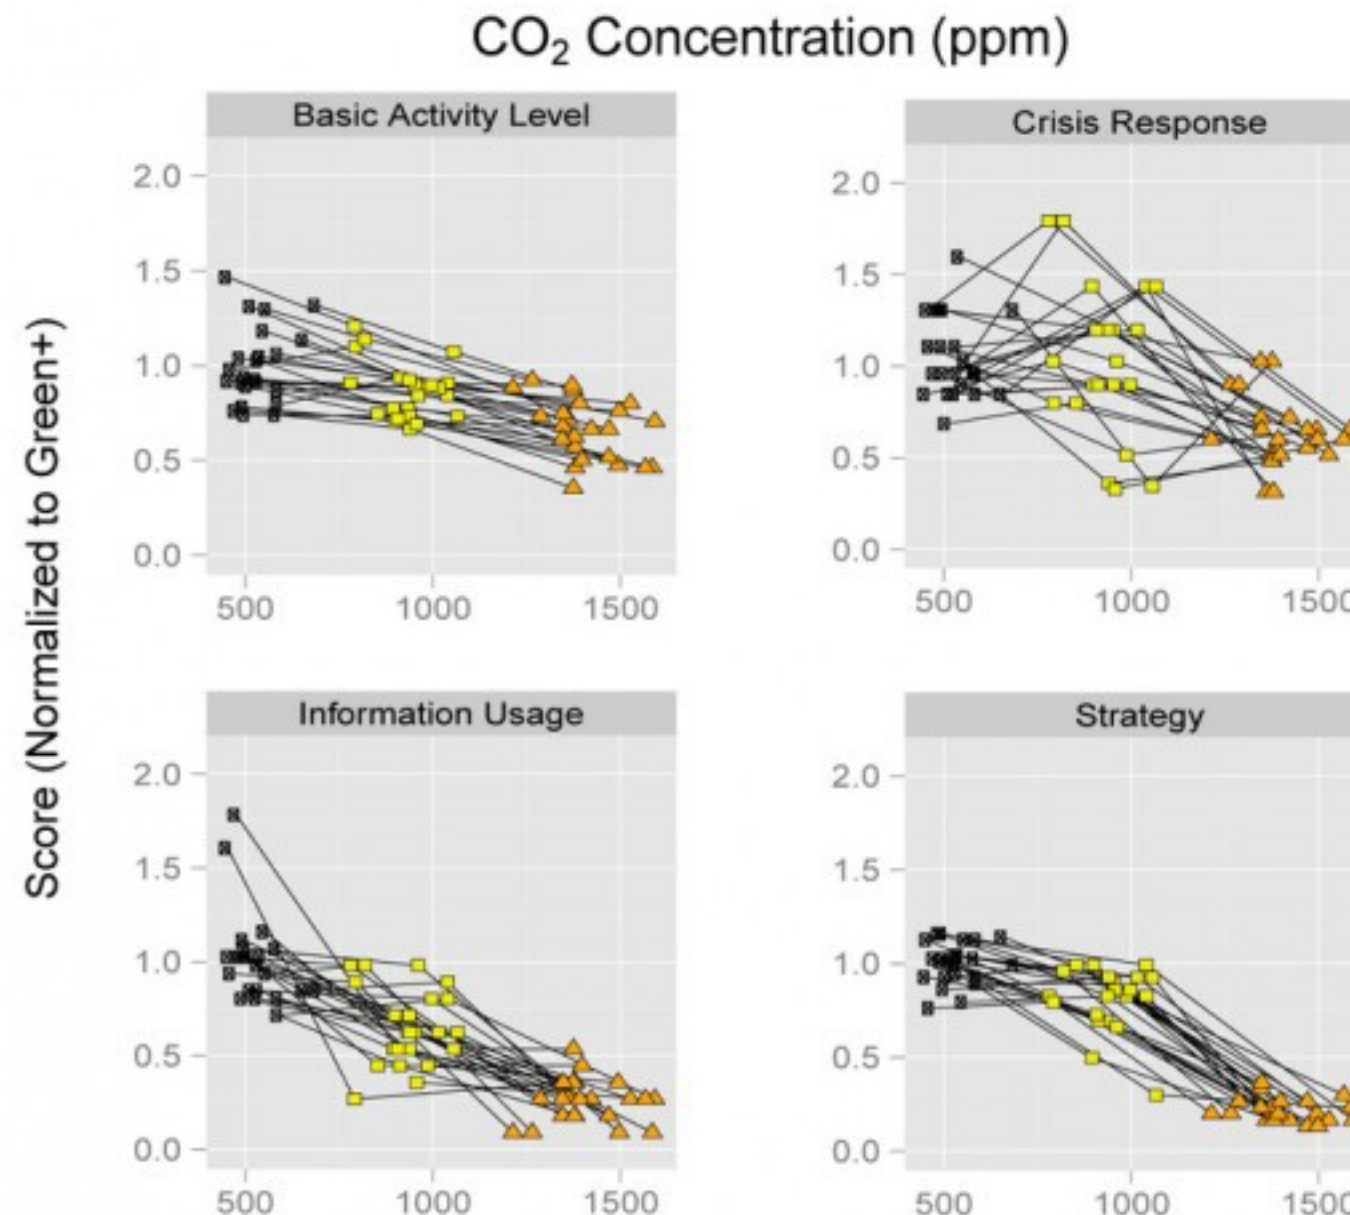 CO₂ Concentration (ppm)
Score (Normalized to Green+)
Basic Activity Level
2.0
1.5
1.0
0.5
0.0
500 1000 1500
Crisis Response
2.0
1.5
1.0
0.5
0.0
500 1000 1500
Information Usage
2.0
1.5
1.0
0.5
0.0
500 1000 1500
Strategy
2.0
1.5
1.0
0.5
0.0
500 1000 1500